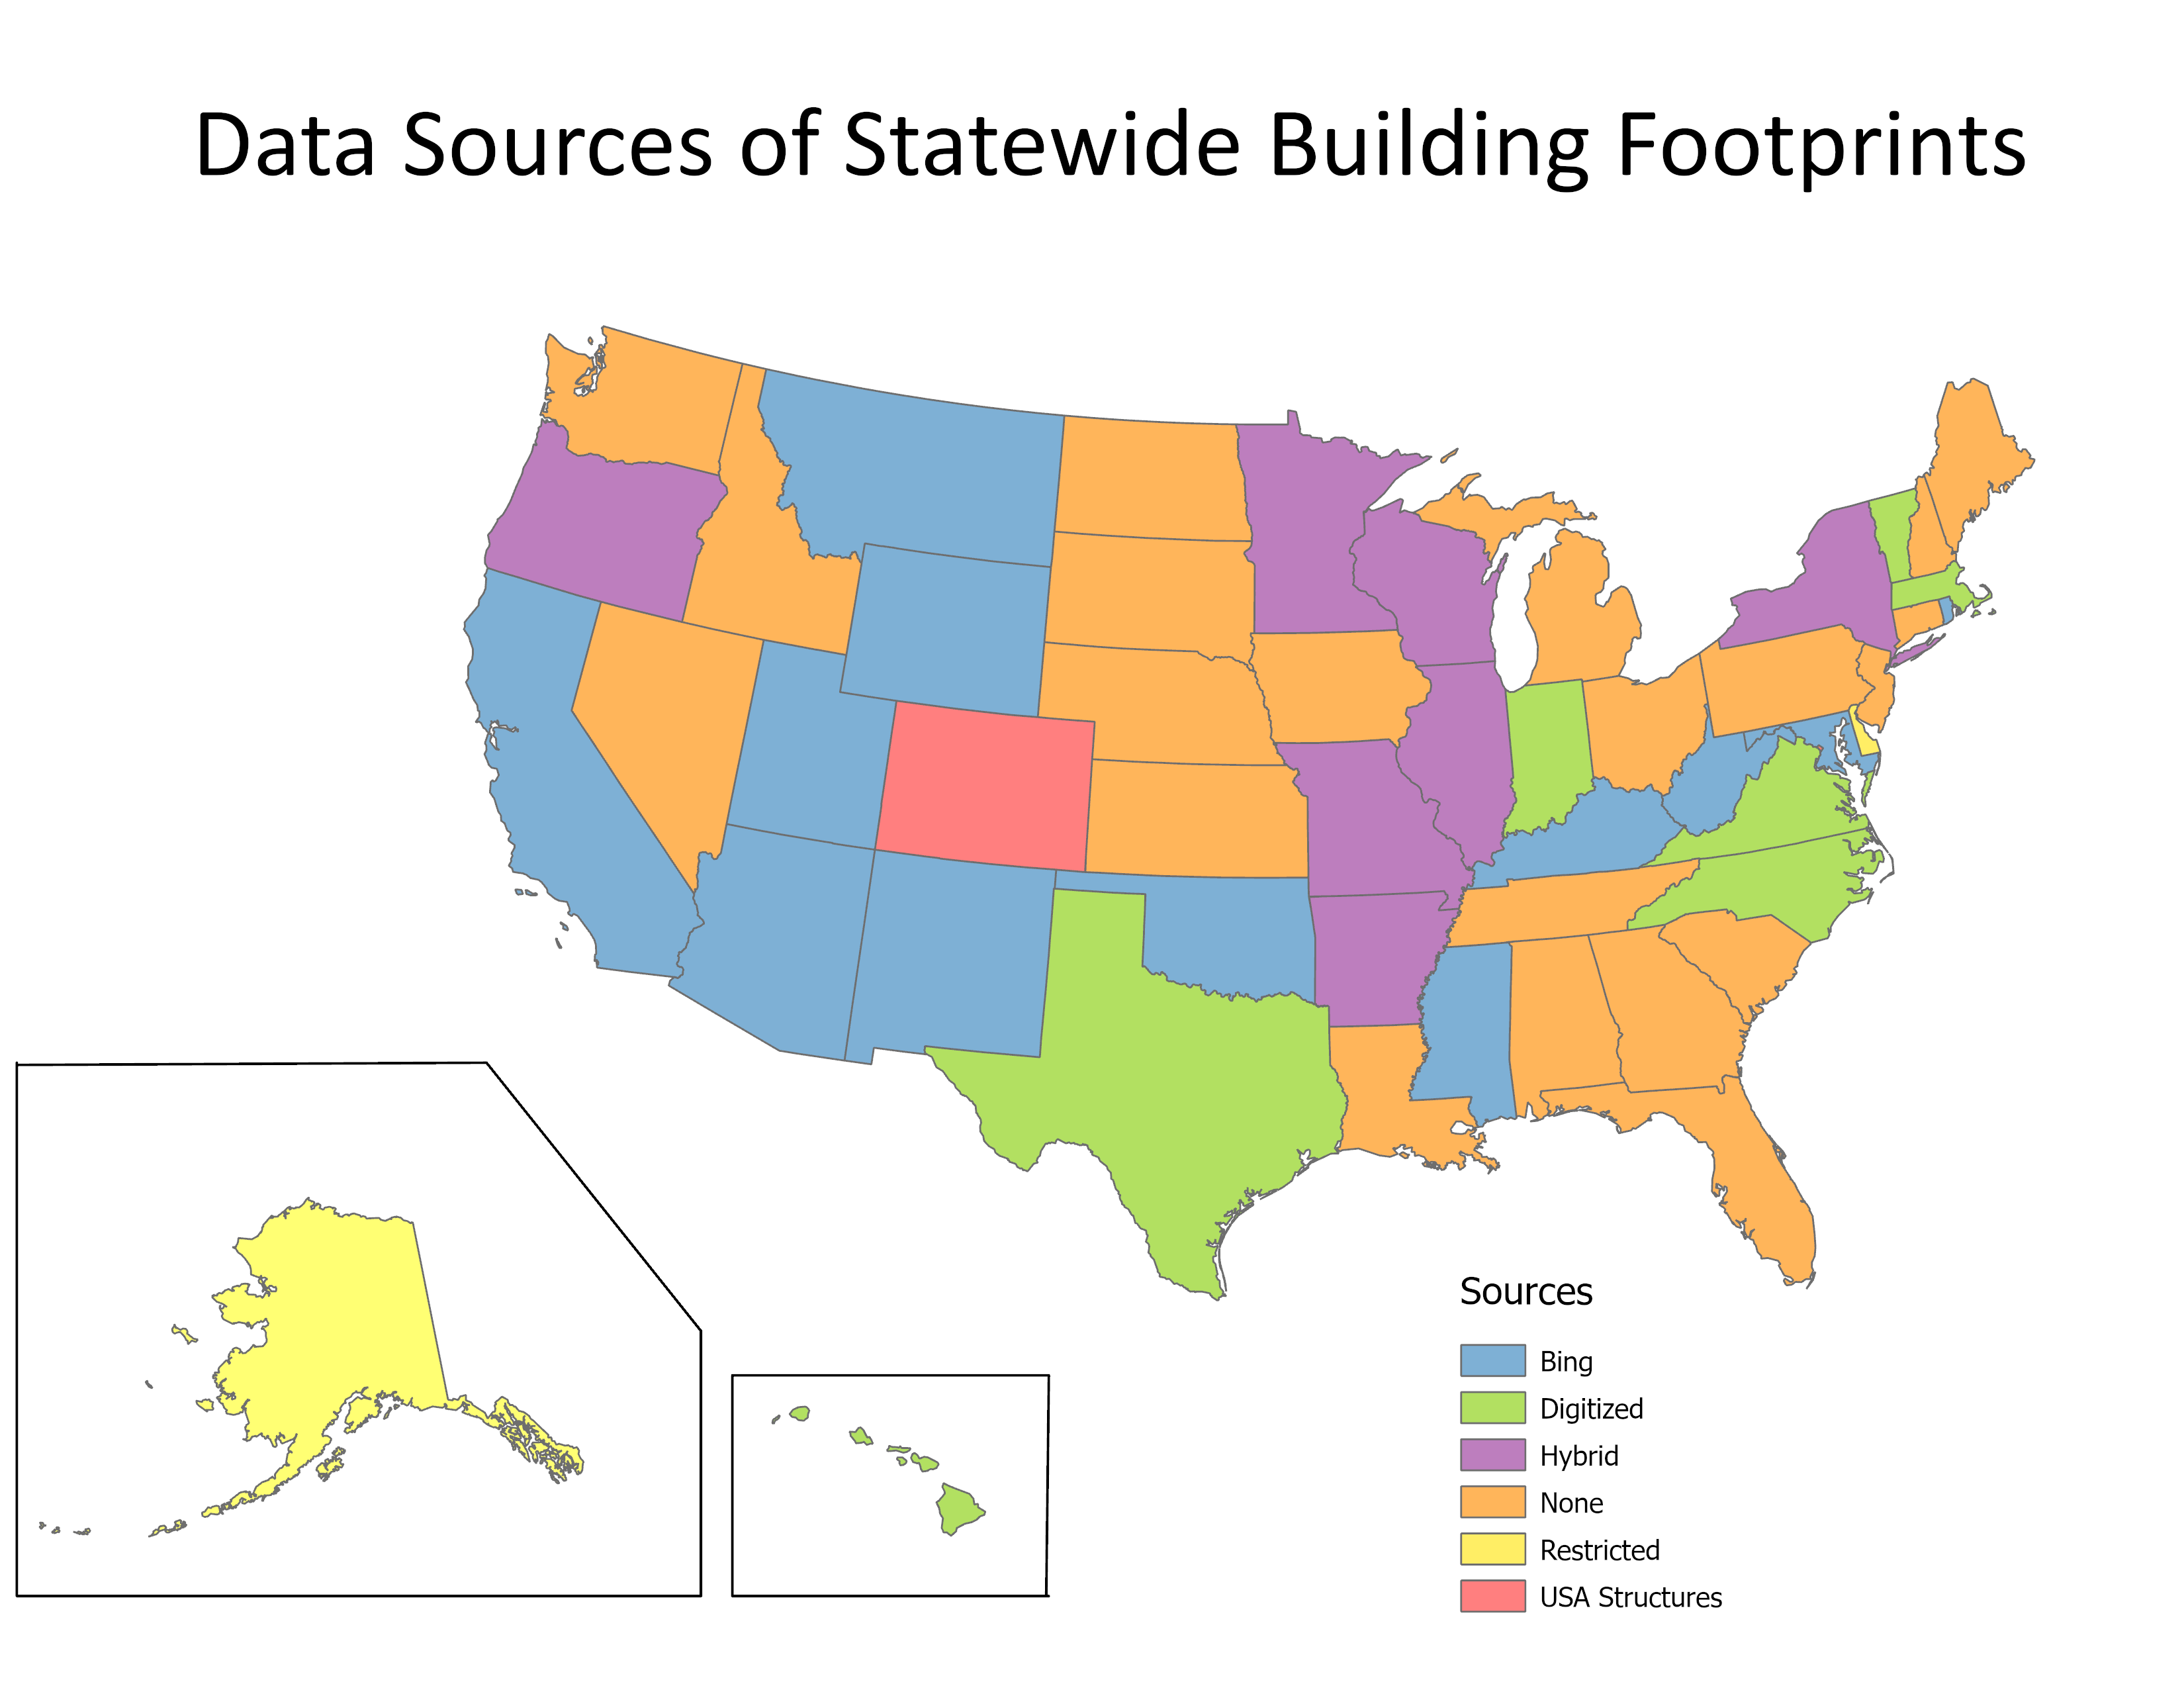 Data Sources of Statewide Building Footprints
Sources
Bing
Digitized
Hybrid
None
Restricted
USA Structures